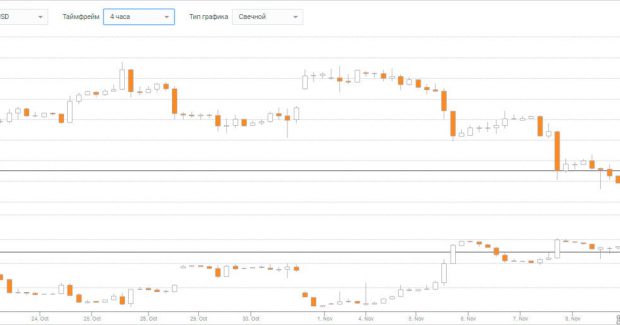 SD Таймфрейм 4 часа Тип графика Свечной
24. Oct 25. Oct 28. Oct 29. Oct 30. Oct 1. Nov 4. Nov 5. Nov 6. Nov 7. Nov 8. Nov